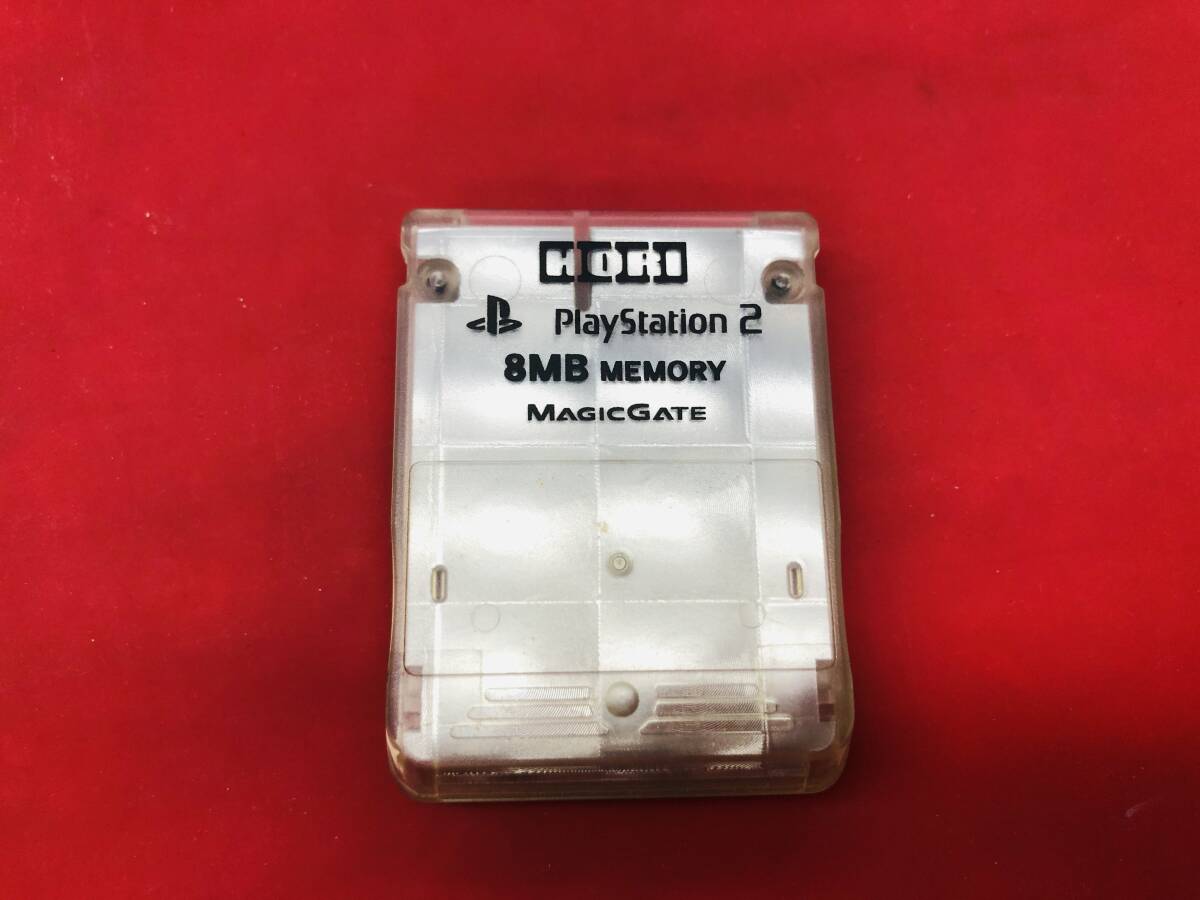 HORI
PlayStation 2
8MB MEMORY
MAGICGATE